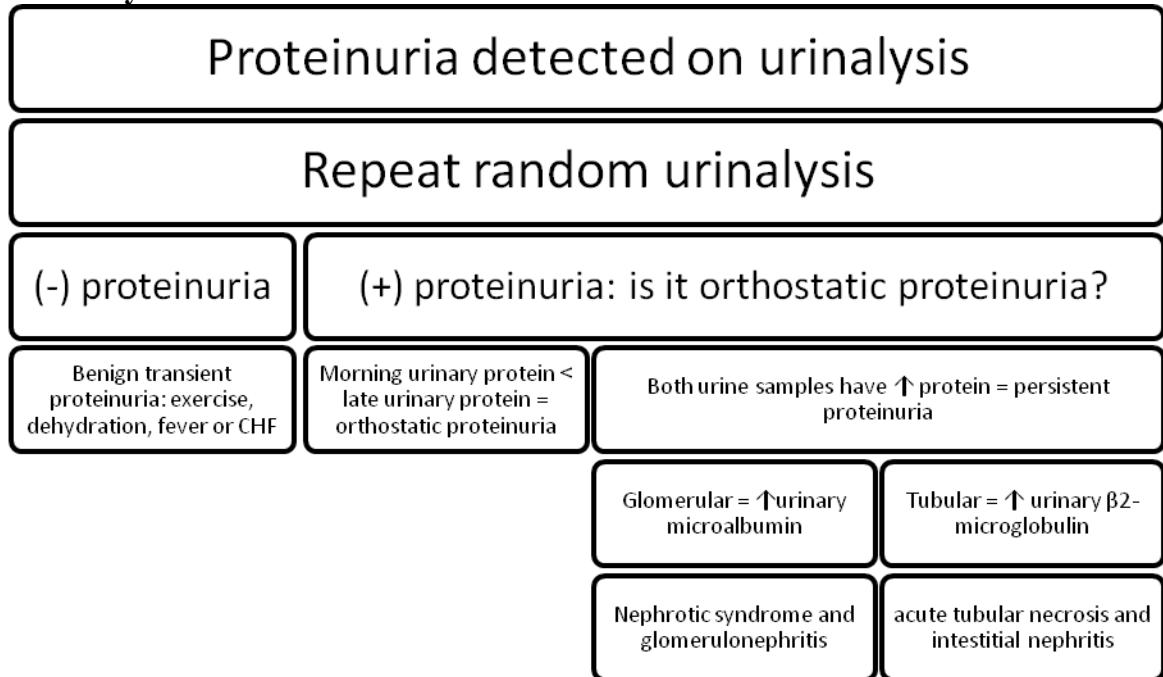 Proteinuria detected on urinalysis
Repeat random urinalysis
(-) proteinuria
(+) proteinuria: is it orthostatic proteinuria?
Benign transient
proteinuria: exercise,
dehydration, fever or CHF
Morning urinary protein <
late urinary protein =
orthostatic proteinuria
Both urine samples have ↑ protein = persistent
proteinuria
Glomerular = ↑urinary
microalbumin
Tubular = ↑ urinary β2-
microglobulin
Nephrotic syndrome and
glomerulonephritis
acute tubular necrosis and
intestitial nephritis